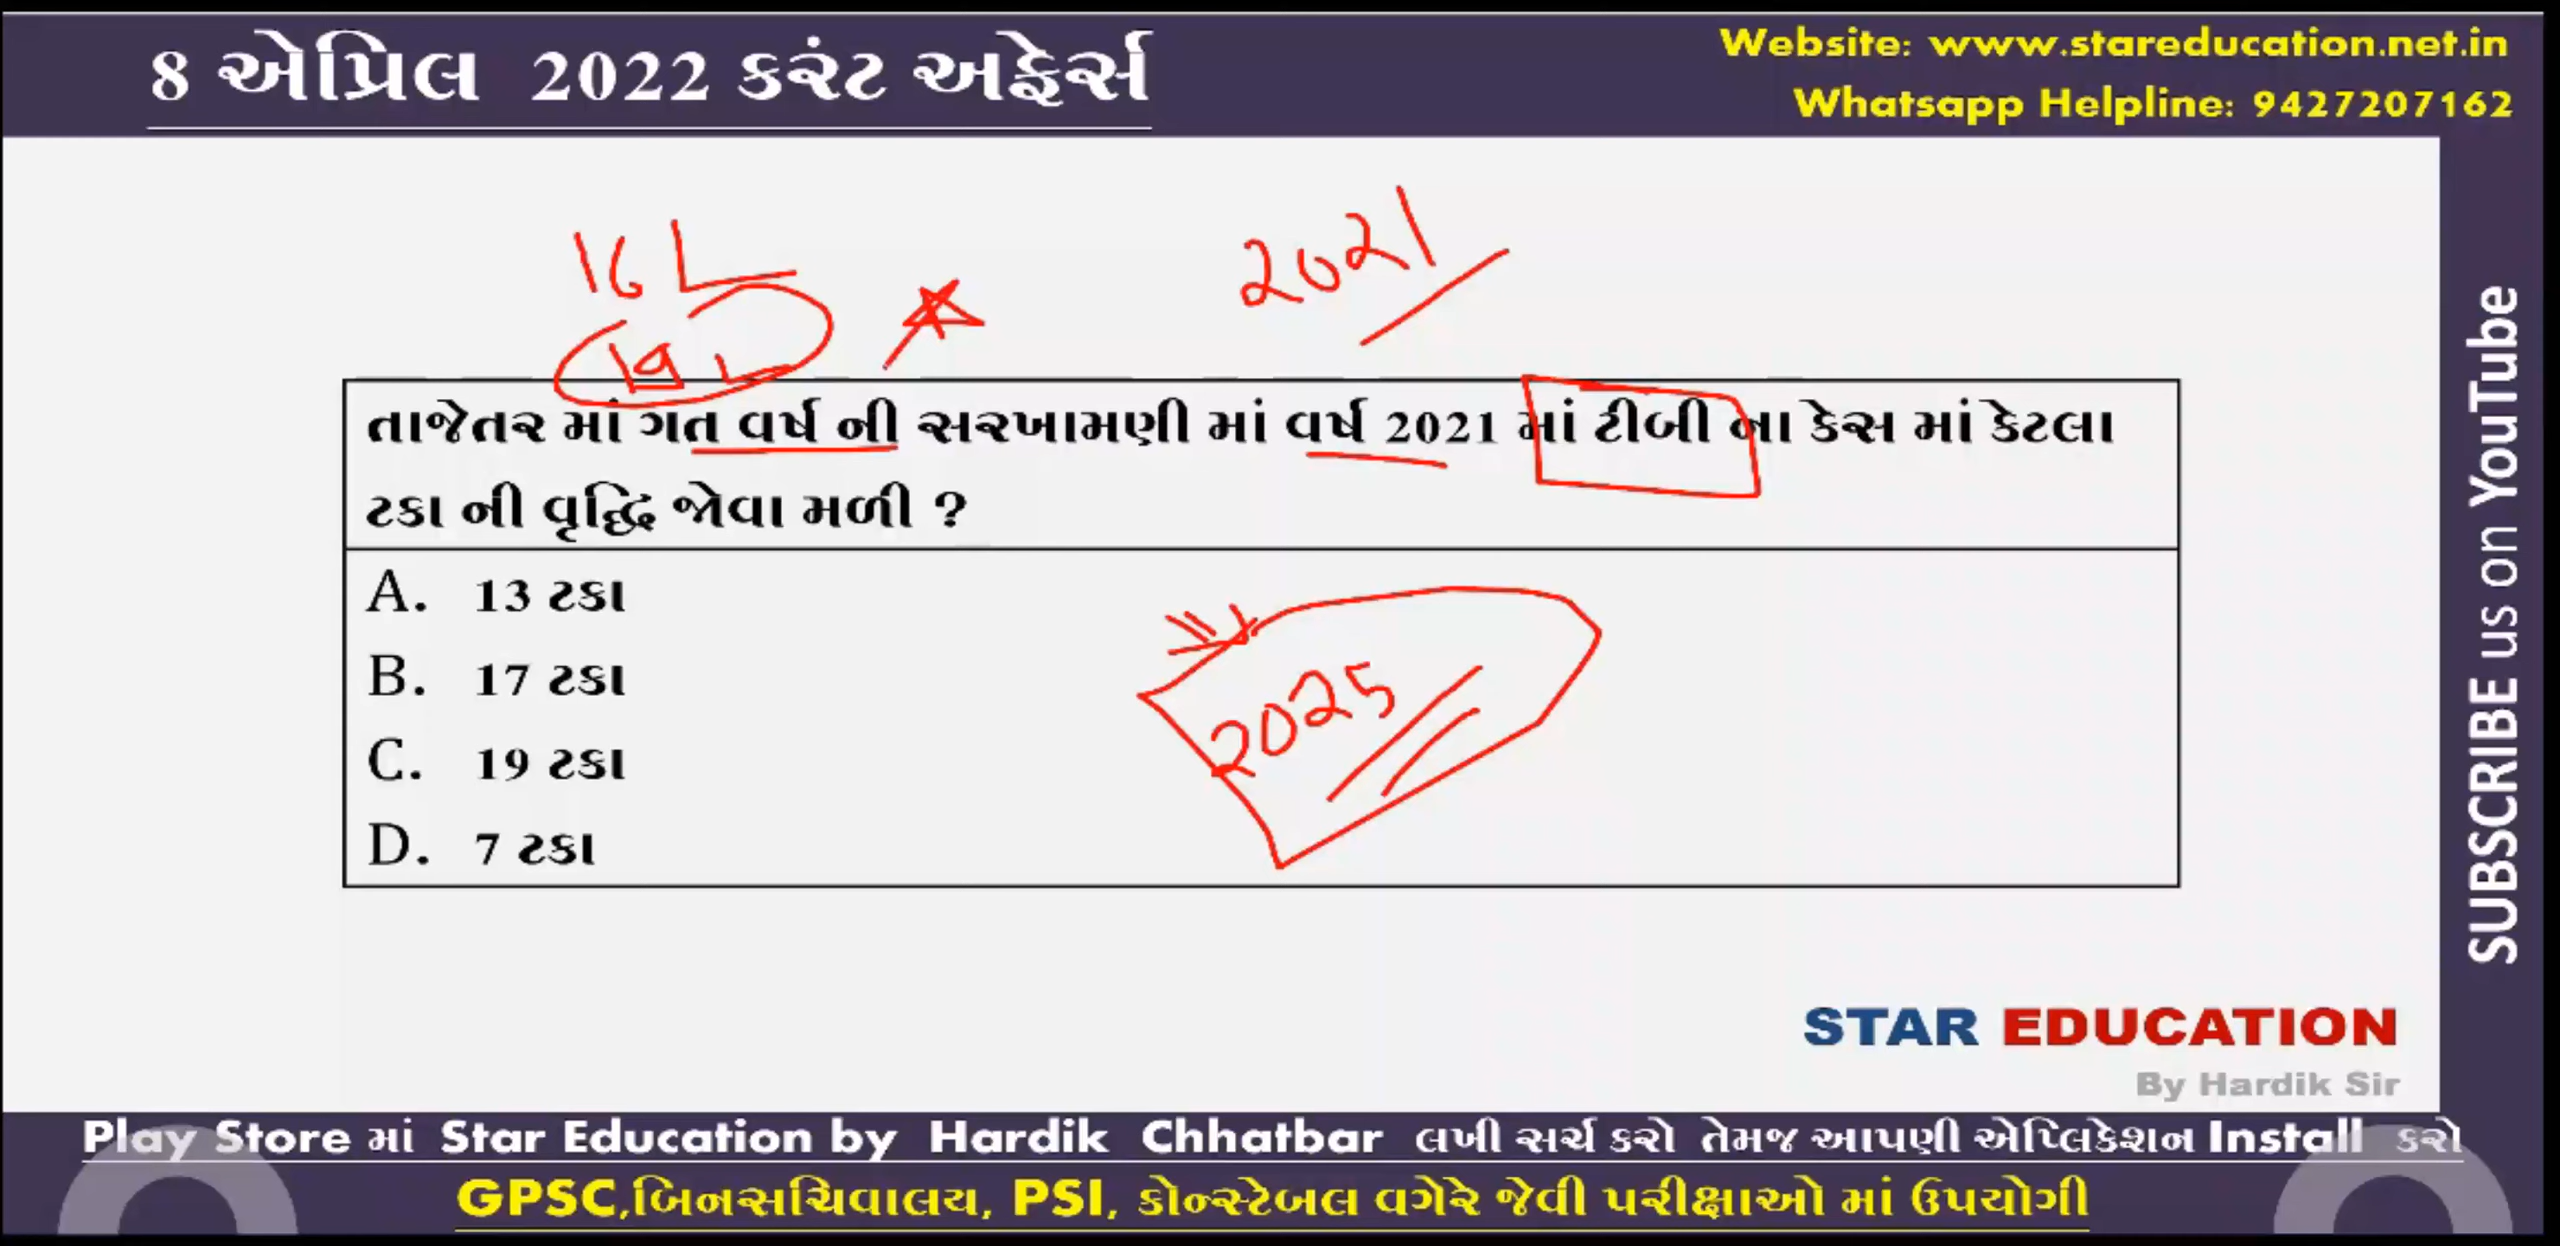 8 એપ્રિલ 2022 કરંટ અફેર્સ
Website: www.stareducation.net.in
Whatsapp Helpline: 9427207162
16 L
19 L
2021
તાજેતર માં ગત વર્ષ ની સરખામણી માં વર્ષ 2021 માં ટીબી ના કેસ માં કેટલા
ટકા ની વૃદ્ધિ જોવા મળી ?
A. 13 ટકા
B. 17 ટકા
C. 19 ટકા
D. 7 ટકા
2025
SUBSCRIBE us on YouTube
STAR EDUCATION
By Hardik Sir
Play Store માં Star Education by Hardik Chhatbar લખી સર્ચ કરો તેમજ આપણી એપ્લિકેશન Install કરો
GPSC,બિનસચિવાલય, PSI, કોન્સ્ટેબલ વગેરે જેવી પરીક્ષાઓ માં ઉપયોગી